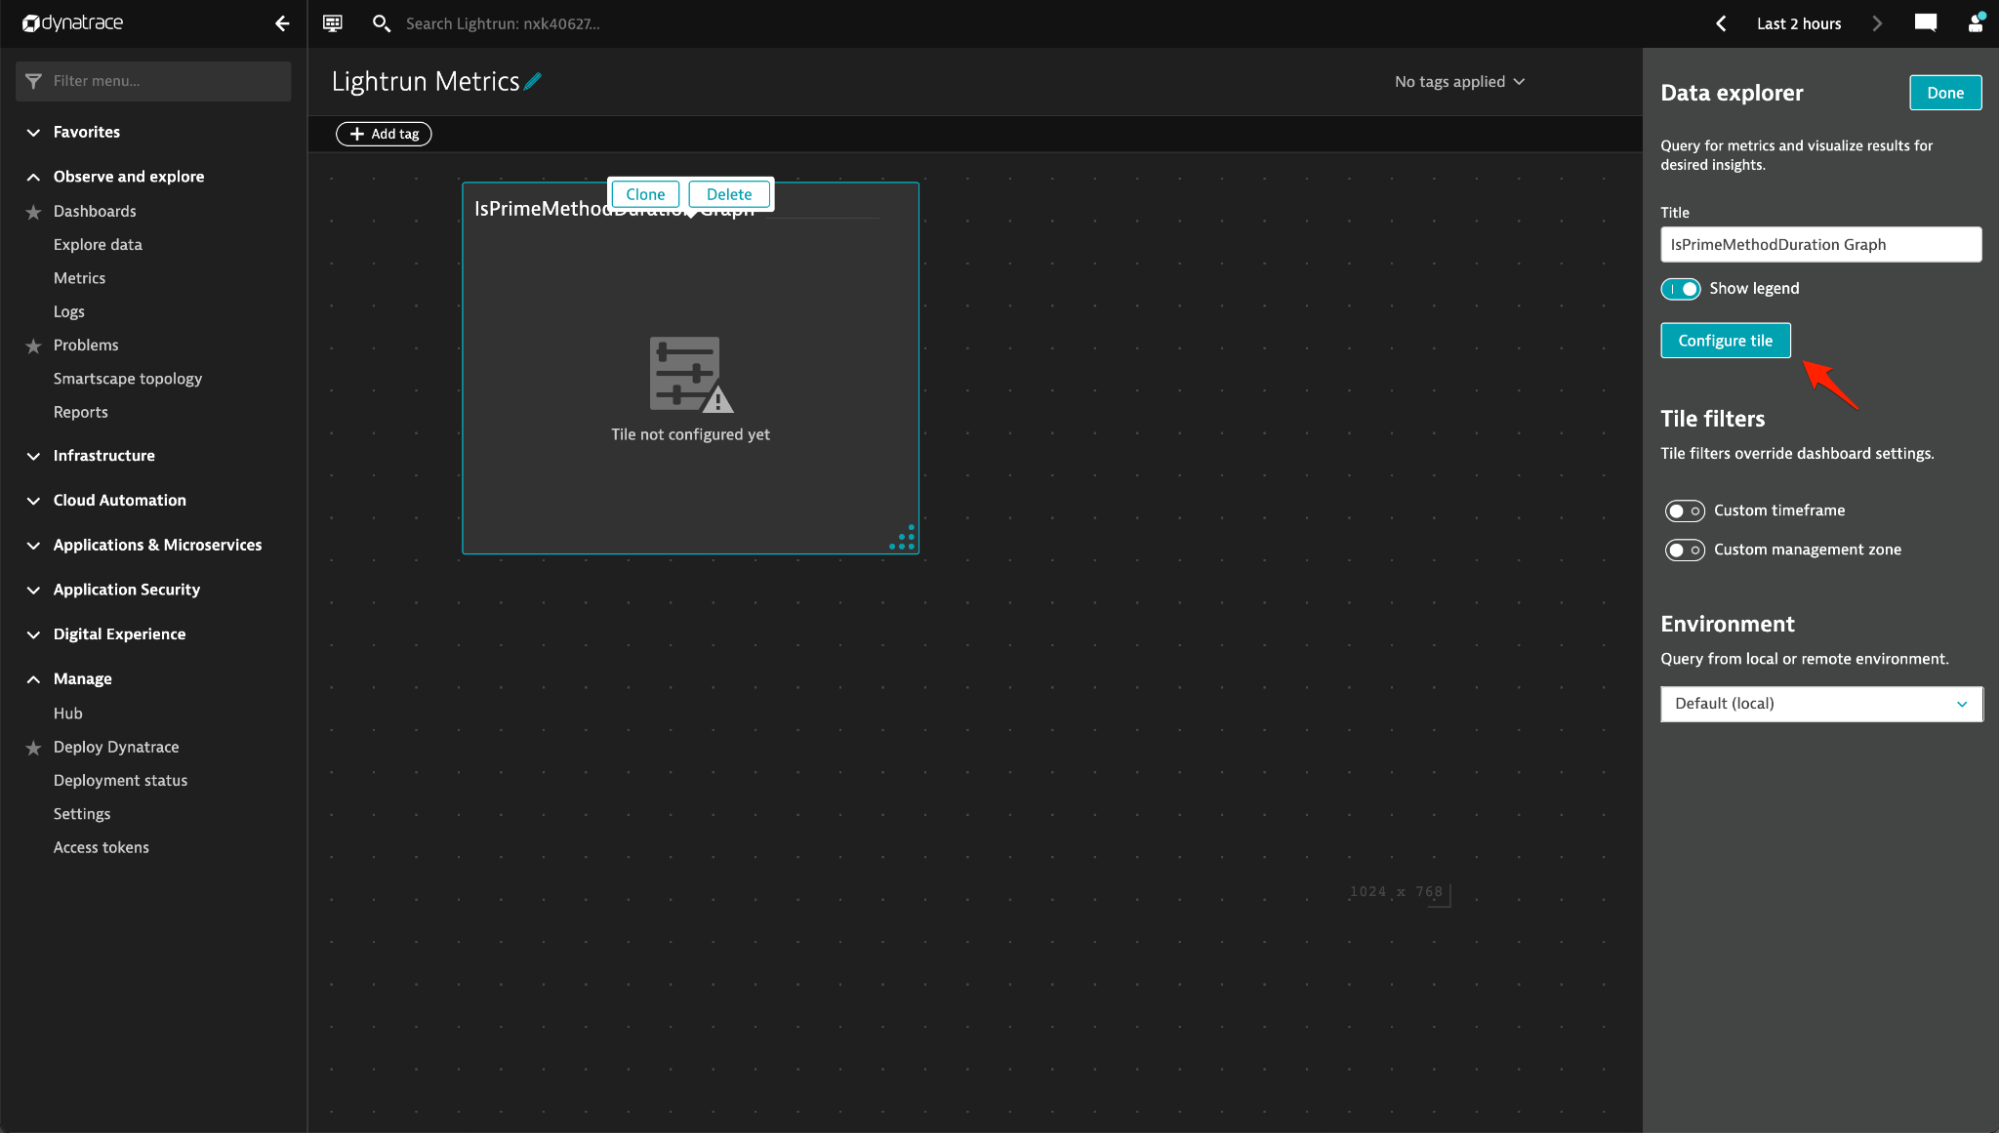 dynatrace
Search Lightrun: nxk40627...
Last 2 hours
Filter menu...
Favorites
Observe and explore
Dashboards
Explore data
Metrics
Logs
Problems
Smartscape topology
Reports
Infrastructure
Cloud Automation
Applications & Microservices
Application Security
Digital Experience
Manage
Hub
Deploy Dynatrace
Deployment status
Settings
Access tokens
Lightrun Metrics
No tags applied
Add tag
Clone
Delete
IsPrimeMethodDuration Graph
Tile not configured yet
1024 x 768
Data explorer
Done
Query for metrics and visualize results for
desired insights.
Title
IsPrimeMethodDuration Graph
Show legend
Configure tile
Tile filters
Tile filters override dashboard settings.
Custom timeframe
Custom management zone
Environment
Query from local or remote environment.
Default (local)